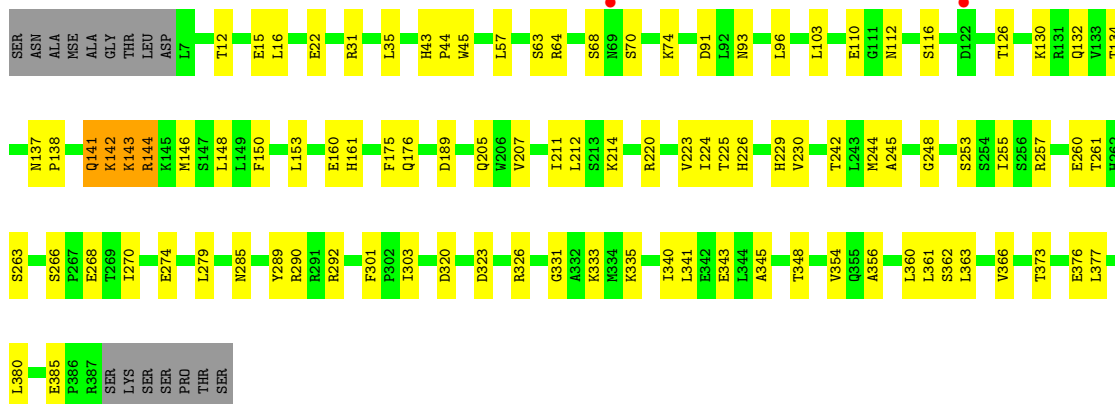 SER ASN ALA MSE ALA GLY THR LEU ASP L7 T12 E15 L16 E22 R31 L35 H43 P44 W45 L57 S63 R64 S68 N69 S70 K74 D91 L92 N93 L96 L103 E110 G111 N112 S116 D122 T126 K130 R131 Q132 V133 T134
N137 P138 Q141 K142 K143 R144 K145 M146 S147 L148 L149 F150 L153 E160 H161 F175 Q176 D189 Q205 W206 V207 I211 L212 S213 K214 R220 V223 I224 T225 H226 H229 V230 T242 L243 M244 A245 G248 S253 S254 I255 S256 R257 E260 T261 H262
S263 S266 P267 E268 T269 I270 E274 L279 N285 Y289 R290 R291 R292 F301 P302 I303 D320 D323 R326 G331 A332 K333 M334 K335 I340 L341 E342 E343 L344 A345 T348 V354 Q355 A356 L360 L361 S362 L363 V366 T373 E376 L377
L380 E385 P386 R387 SER LYS SER SER PRO THR SER